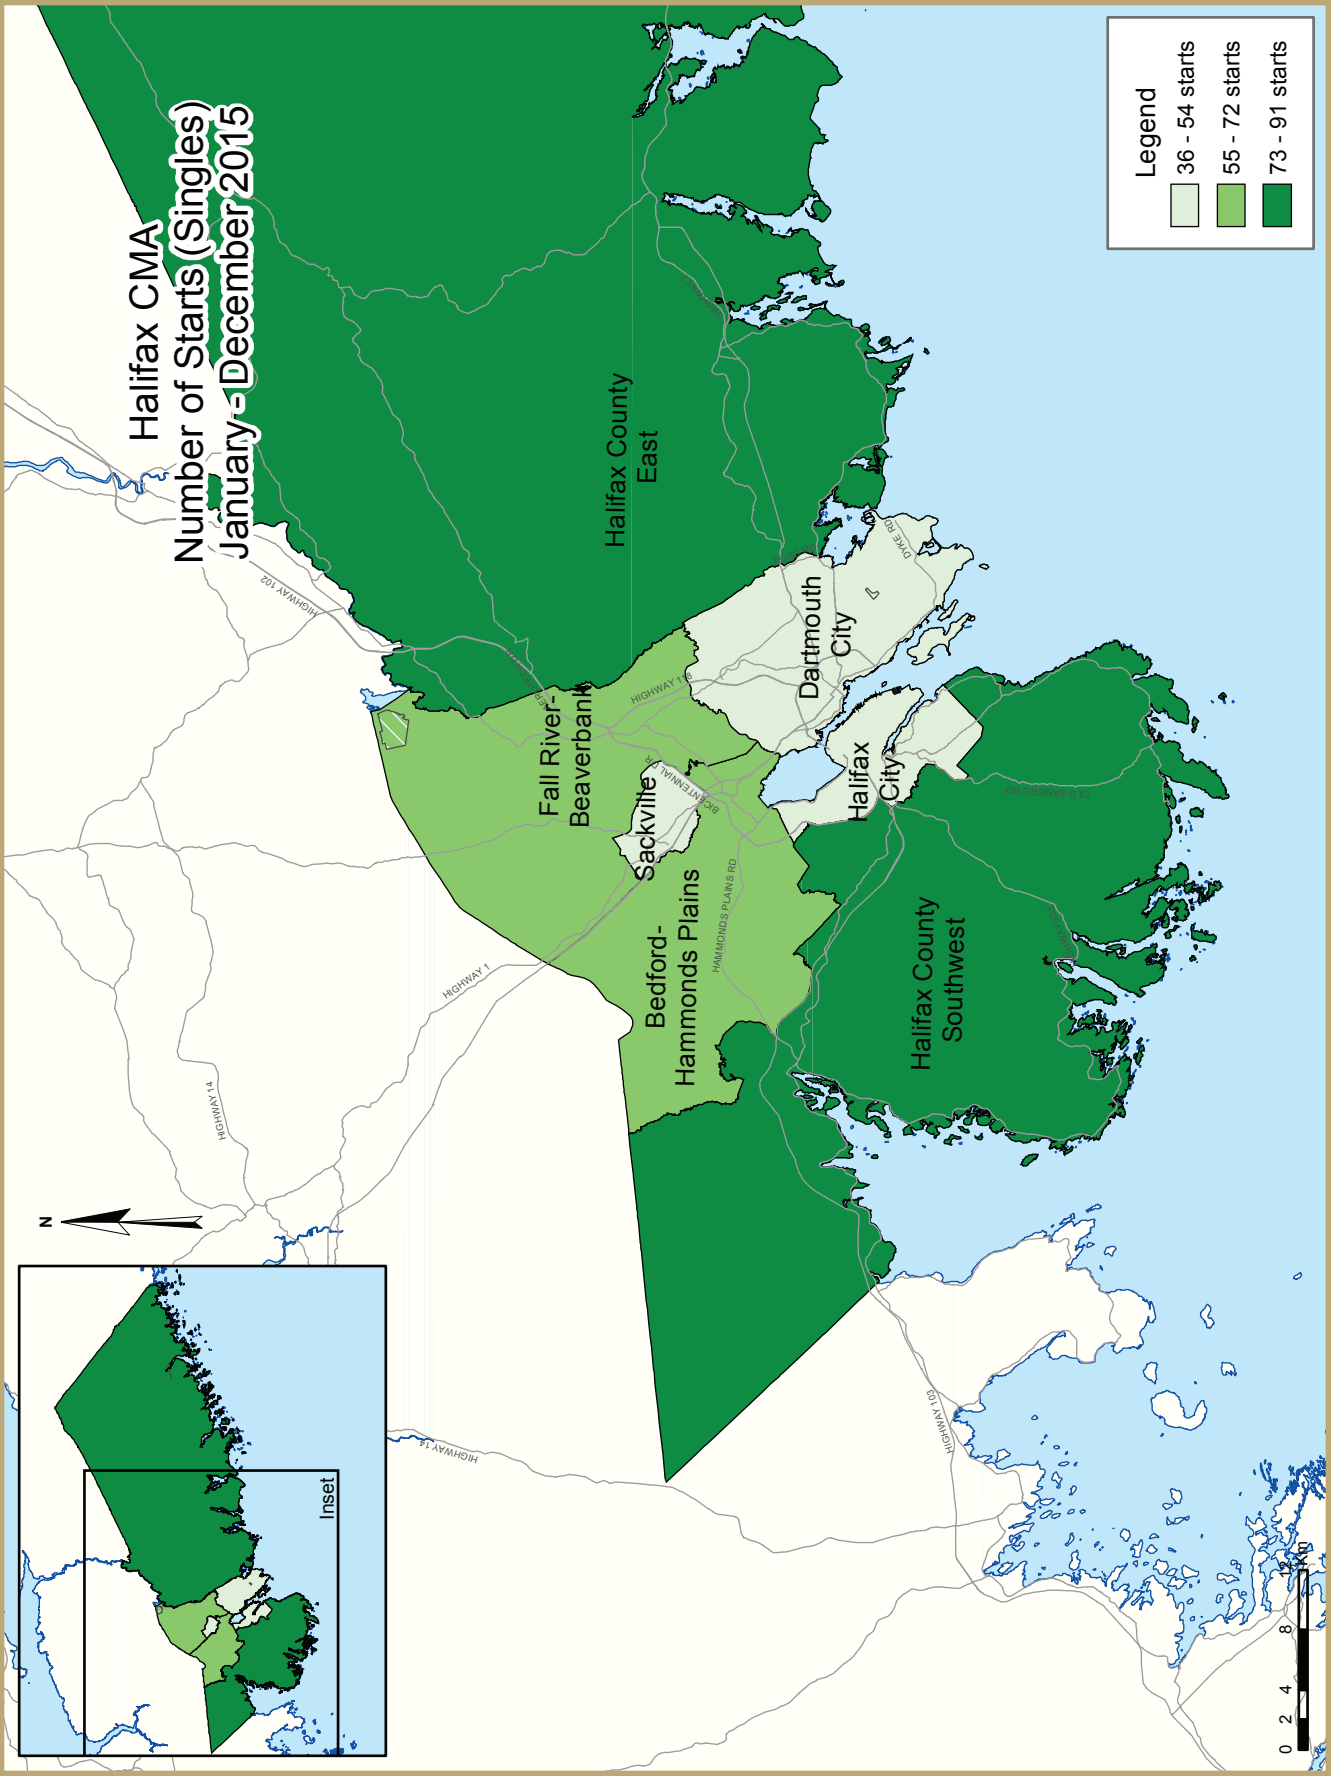 Halifax CMA
Number of Starts (Singles)
January - December 2015
N
Inset
HIGHWAY 102
HIGHWAY 14
HIGHWAY 1
HIGHWAY 14
HIGHWAY 103
HIGHWAY 118
BICENTENNIAL DR
HAMMONDS PLAINS RD
OLD SAMBRO RD
DYKE RD
Halifax County
East
Fall River-
Beaverbank
Sackville
Bedford-
Hammonds Plains
Dartmouth
City
Halifax
City
Halifax County
Southwest
0 2 4 8 12
Km
Legend
36 - 54 starts
55 - 72 starts
73 - 91 starts